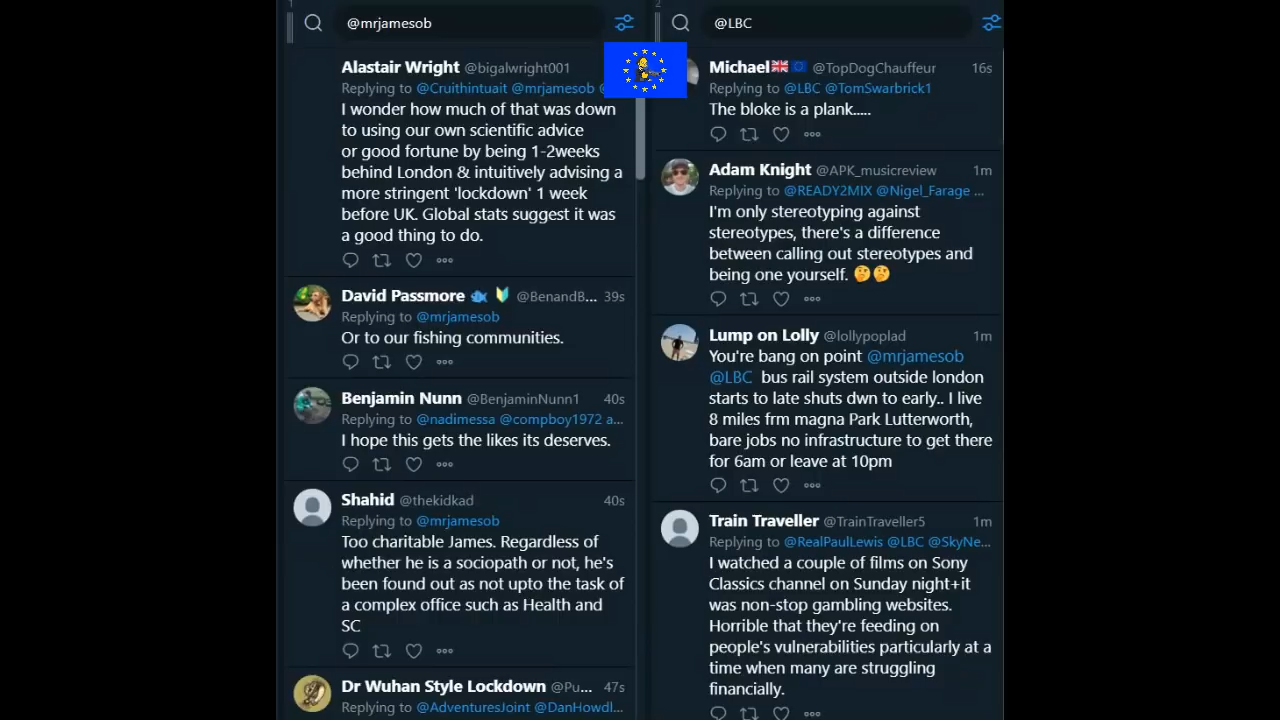 1
@mrjamesob
Alastair Wright @bigalwright001
Replying to @Cruithintuait @mrjamesob @
I wonder how much of that was down
to using our own scientific advice
or good fortune by being 1-2weeks
behind London & intuitively advising a
more stringent 'lockdown' 1 week
before UK. Global stats suggest it was
a good thing to do.
David Passmore @BenandB... 39s
Replying to @mrjamesob
Or to our fishing communities.
Benjamin Nunn @BenjaminNunn1 40s
Replying to @nadimessa @compboy1972 a...
I hope this gets the likes its deserves.
Shahid @thekidkad 40s
Replying to @mrjamesob
Too charitable James. Regardless of
whether he is a sociopath or not, he's
been found out as not upto the task of
a complex office such as Health and
SC
Dr Wuhan Style Lockdown @Pu... 47s
Replying to @AdventuresJoint @DanHowdl...
2
@LBC
Michael🇬🇧🇪🇺 @TopDogChauffeur 16s
Replying to @LBC @TomSwarbrick1
The bloke is a plank.....
Adam Knight @APK_musicreview 1m
Replying to @READY2MIX @Nigel_Farage ...
I'm only stereotyping against
stereotypes, there's a difference
between calling out stereotypes and
being one yourself. 🤔🤔
Lump on Lolly @lollypoplad 1m
You're bang on point @mrjamesob
@LBC bus rail system outside london
starts to late shuts dwn to early.. I live
8 miles frm magna Park Lutterworth,
bare jobs no infrastructure to get there
for 6am or leave at 10pm
Train Traveller @TrainTraveller5 1m
Replying to @RealPaulLewis @LBC @SkyNe...
I watched a couple of films on Sony
Classics channel on Sunday night+it
was non-stop gambling websites.
Horrible that they're feeding on
people's vulnerabilities particularly at a
time when many are struggling
financially.